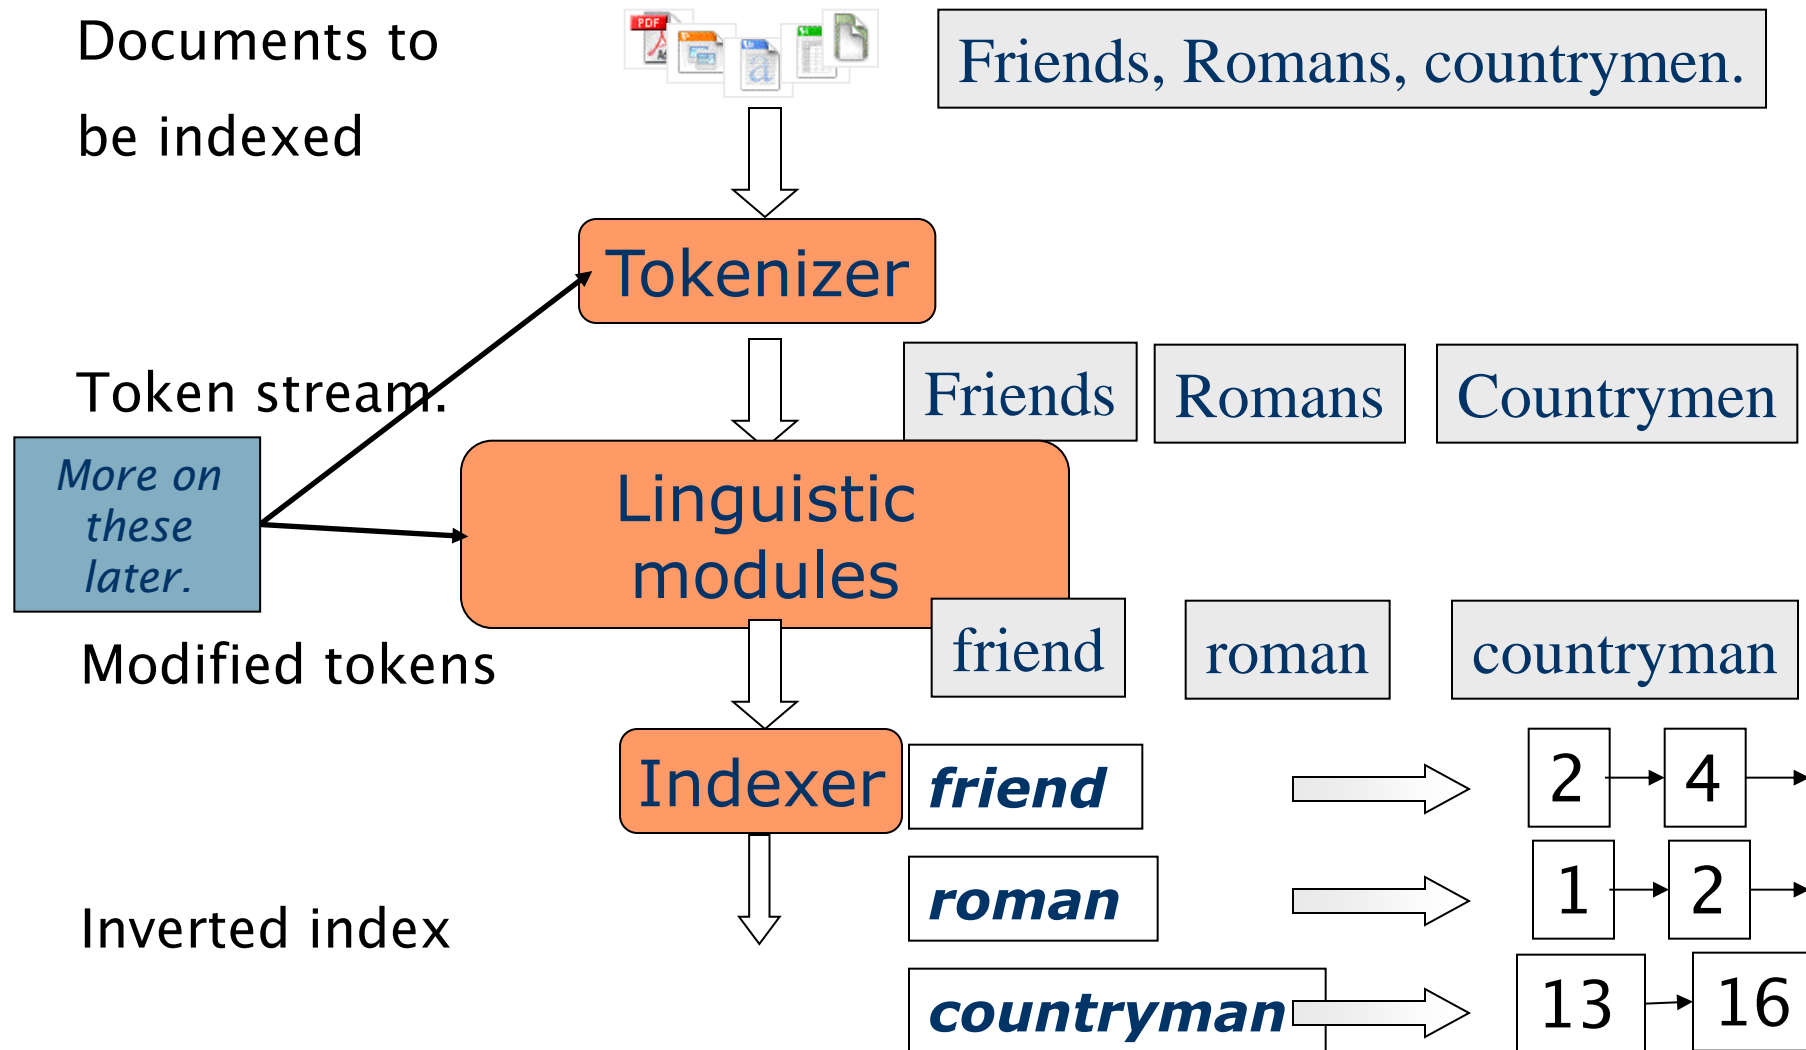 Documents to
be indexed
PDF
a
Friends, Romans, countrymen.
Tokenizer
Token stream.
Friends
Romans
Countrymen
More on
these
later.
Linguistic
modules
Modified tokens
friend
roman
countryman
Indexer
friend
2
4
roman
1
2
Inverted index
countryman
13
16